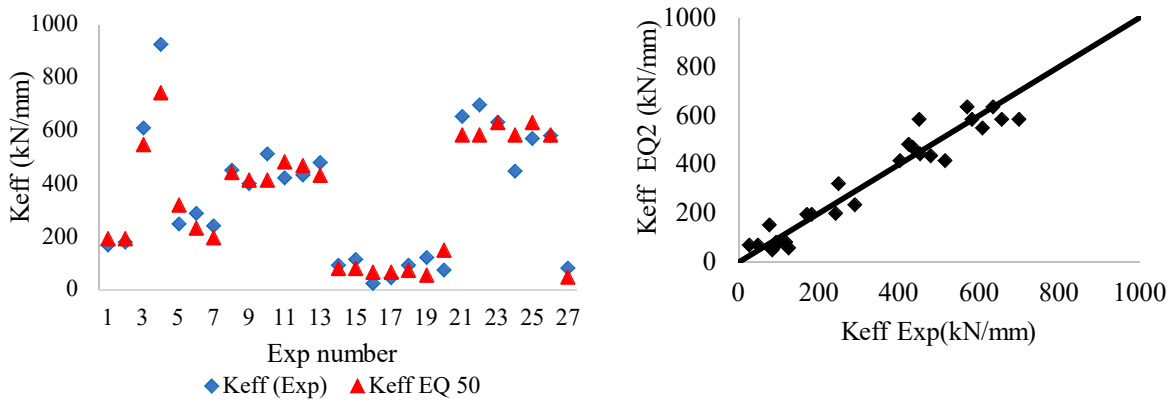 Keff (kN/mm)
1000
800
600
400
200
0
1 3 5 7 9 11 13 15 17 19 21 23 25 27
Exp number
Keff (Exp) Keff EQ 50
Keff EQ2 (kN/mm)
1000
800
600
400
200
0
0 200 400 600 800 1000
Keff Exp(kN/mm)